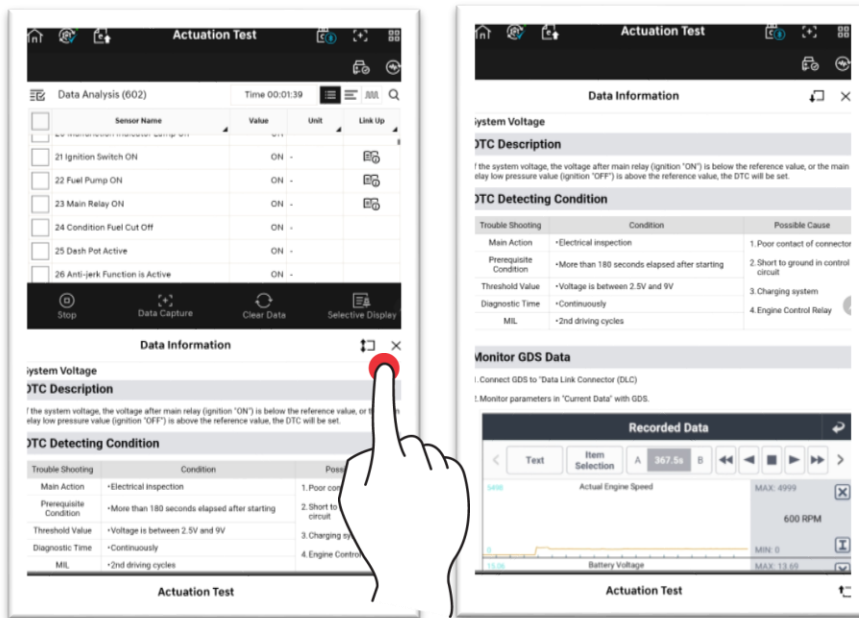 Actuation Test
Data Analysis (602)
Time 00:01:39
Sensor Name
Value
Unit
Link Up
ON
21 Ignition Switch ON
ON -
22 Fuel Pump ON
ON -
23 Main Relay ON
ON -
24 Condition Fuel Cut Off
ON -
25 Dash Pot Active
ON -
26 Anti-jerk Function is Active
ON -
Stop
Data Capture
Clear Data
Selective Display
Data Information
System Voltage
DTC Description
f the system voltage, the voltage after main relay (ignition "ON") is below the reference value, or
elay low pressure value (ignition "OFF") is above the reference value, the DTC will be set.
DTC Detecting Condition
Trouble Shooting
Condition
Main Action
•Electrical inspection
1. Poor
Prerequisite
Condition
•More than 180 seconds elapsed after starting
2. Short to
circuit
Threshold Value
•Voltage is between 2.5V and 9V
3. Charging
Diagnostic Time
•Continuously
4. Engine
MIL
•2nd driving cycles
Actuation Test
Actuation Test
Data Information
System Voltage
DTC Description
f the system voltage, the voltage after main relay (ignition "ON") is below the reference value, or the main
elay low pressure value (ignition "OFF") is above the reference value, the DTC will be set.
DTC Detecting Condition
Trouble Shooting
Condition
Possible Cause
Main Action
•Electrical inspection
1. Poor contact of connector
Prerequisite
Condition
•More than 180 seconds elapsed after starting
2. Short to ground in control
circuit
Threshold Value
•Voltage is between 2.5V and 9V
3. Charging system
Diagnostic Time
•Continuously
4. Engine Control Relay
MIL
•2nd driving cycles
Monitor GDS Data
1. Connect GDS to "Data Link Connector (DLC)
2. Monitor parameters in "Current Data" with GDS.
Recorded Data
Text
Item
Selection
A
367.5s
B
Actual Engine Speed
MAX: 4999
600 RPM
0
MIN: 0
Battery Voltage
MAX: 13.69
Actuation Test